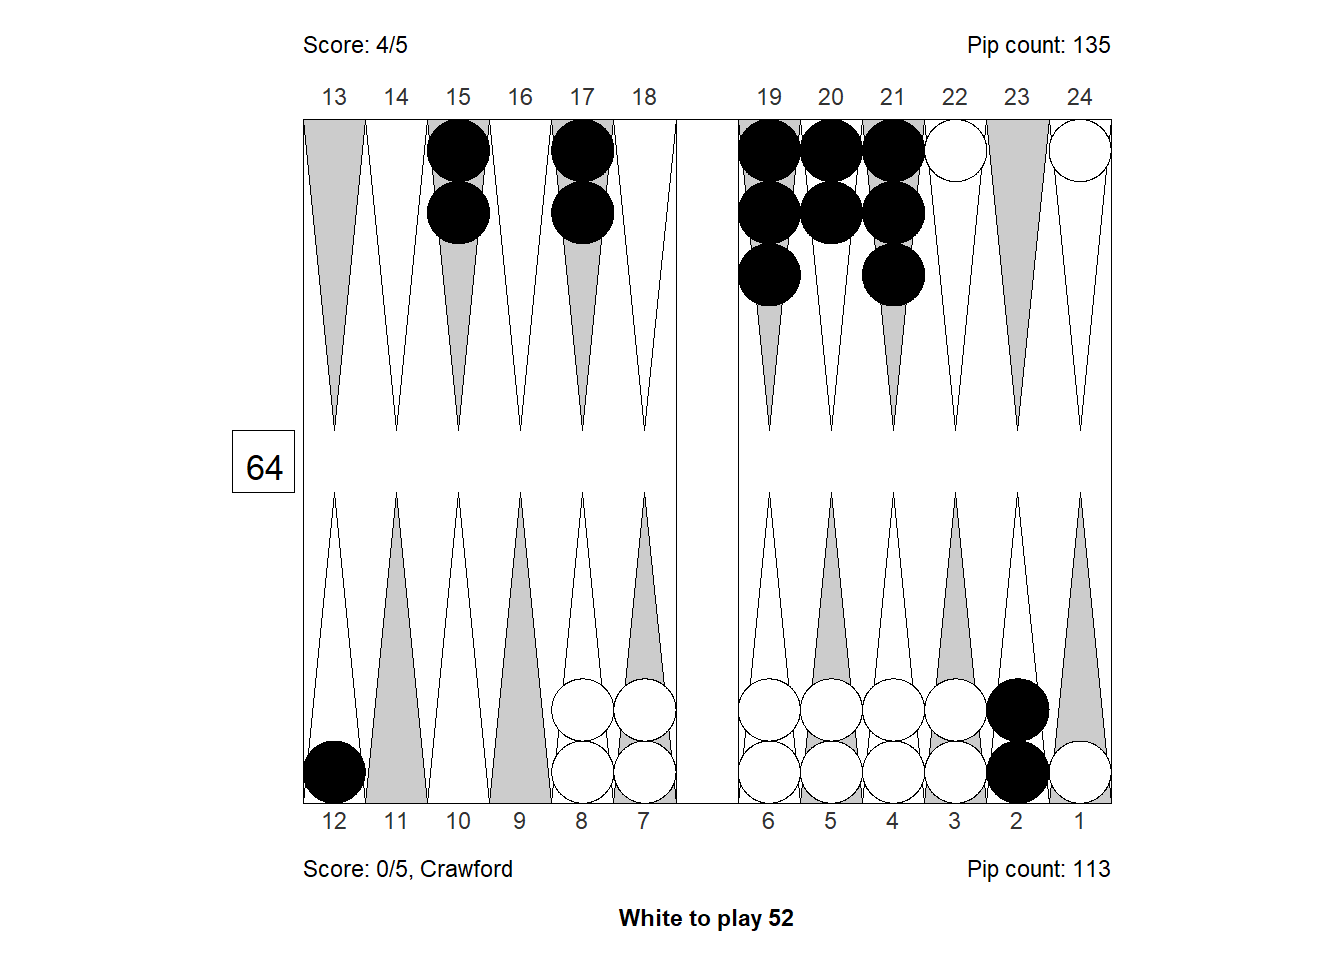 Score: 4/5 Pip count: 135
13 14 15 16 17 18 19 20 21 22 23 24
64
12 11 10 9 8 7 6 5 4 3 2 1
Score: 0/5, Crawford Pip count: 113
White to play 52